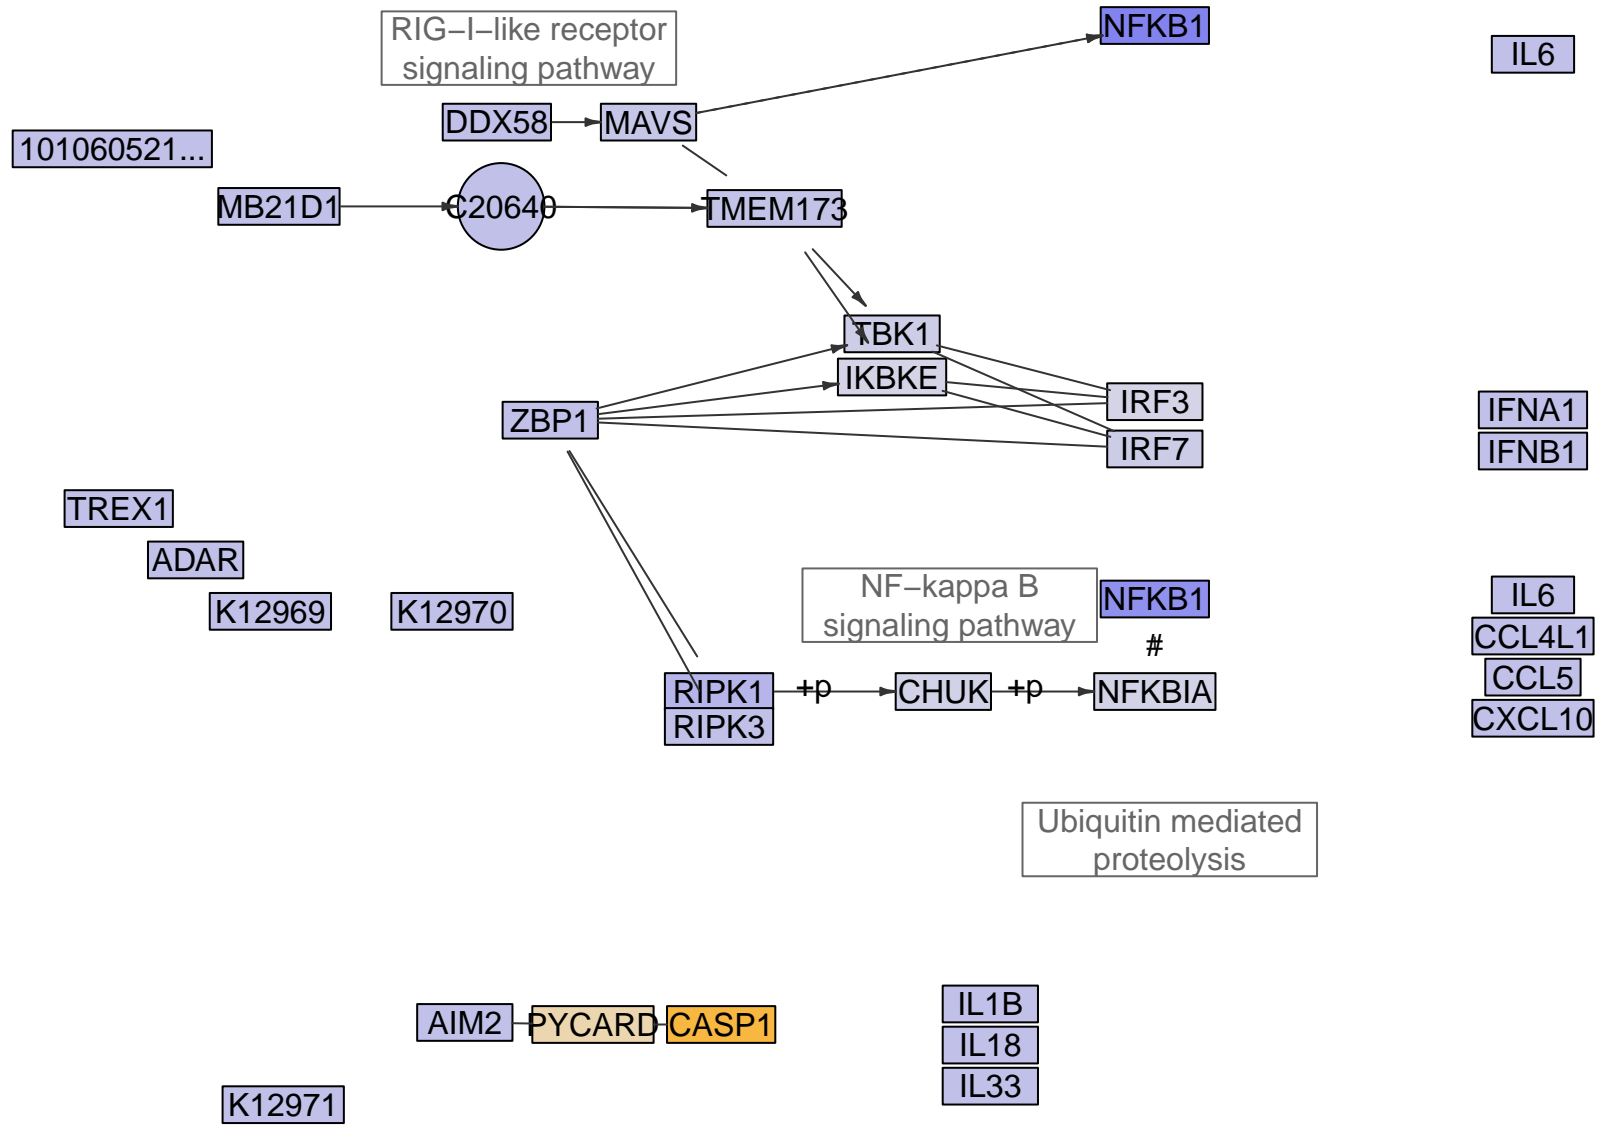 RIG−I−like receptor
signaling pathway
NFKB1
IL6
DDX58
MAVS
101060521...
MB21D1
C20640
TMEM173
TBK1
IKBKE
IRF3
IRF7
ZBP1
IFNA1
IFNB1
TREX1
ADAR
K12969
K12970
NF−kappa B
signaling pathway
NFKB1
#
IL6
CCL4L1
CCL5
CXCL10
RIPK1
+p
CHUK
+p
NFKBIA
RIPK3
Ubiquitin mediated
proteolysis
AIM2
PYCARD
CASP1
IL1B
IL18
IL33
K12971